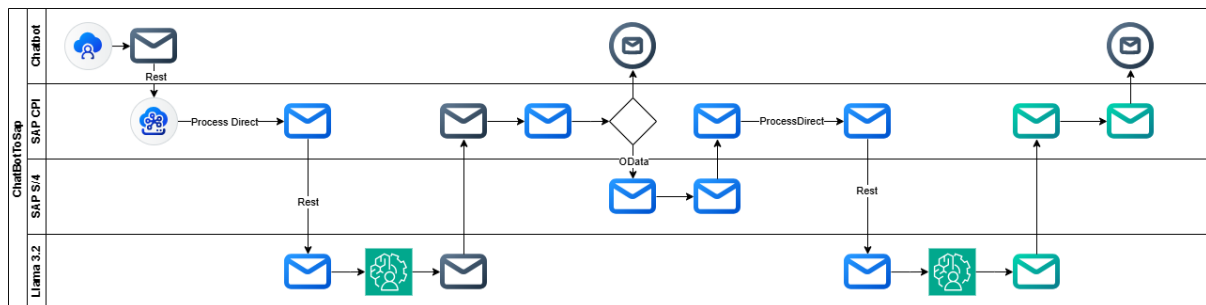 ChatBotToSap
Chatbot
Rest
SAP CPI
Process Direct
ProcessDirect
OData
SAP S/4
Rest
Rest
Llama 3.2